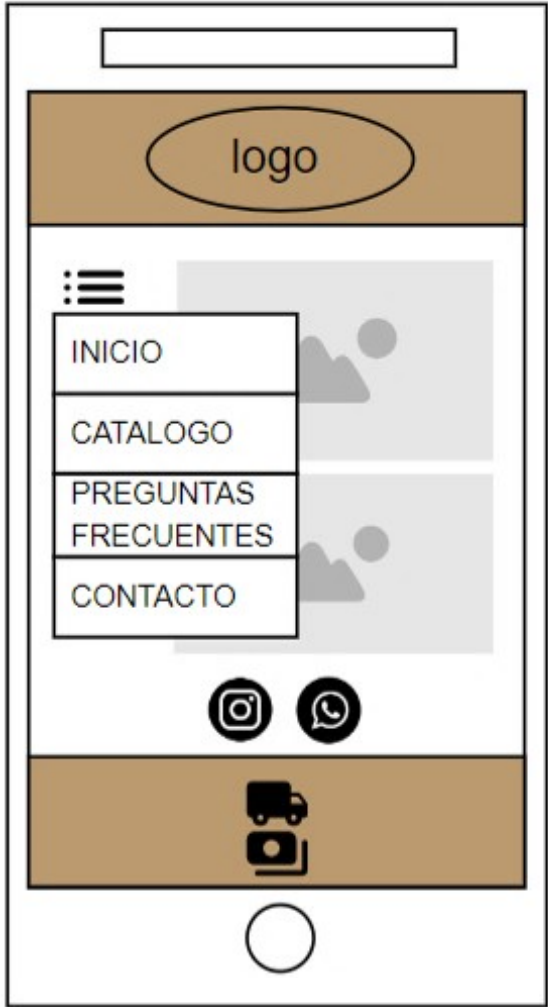 logo
INICIO
CATALOGO
PREGUNTAS
FRECUENTES
CONTACTO